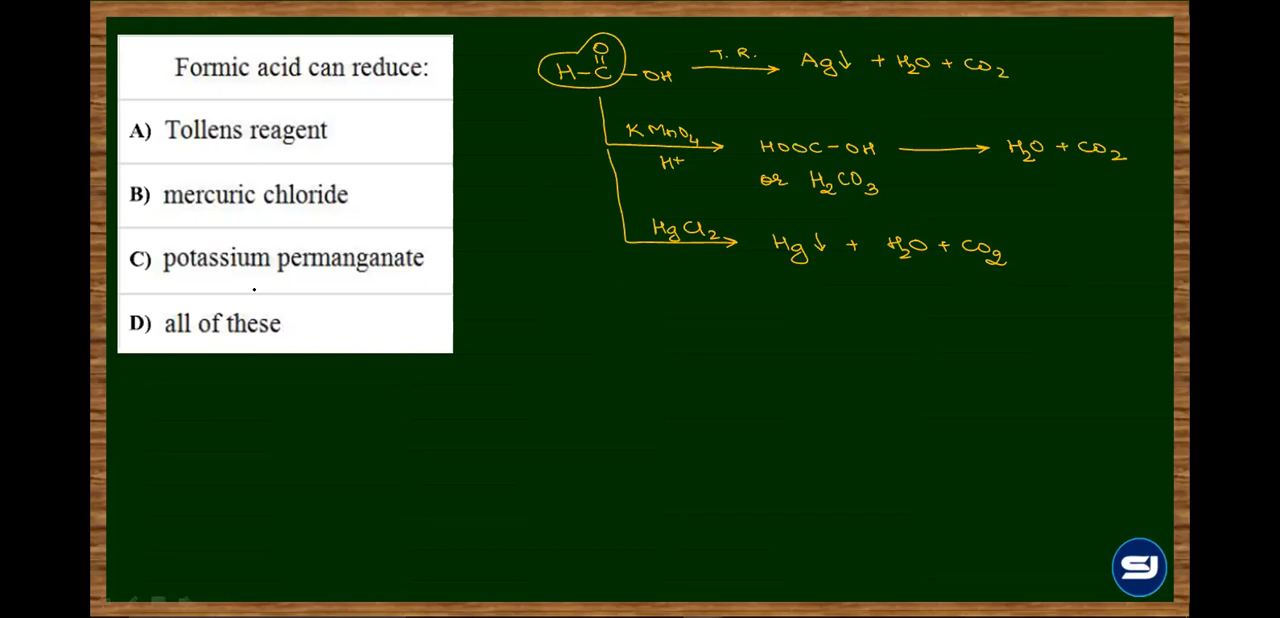 Formic acid can reduce:
A) Tollens reagent
B) mercuric chloride
C) potassium permanganate
D) all of these
O
H-C-OH T.R. Ag↓ + H2O + CO2
KMnO4
H+
HOOC-OH → H2O + CO2
or H2CO3
HgCl2
Hg↓ + H2O + CO2
SJ